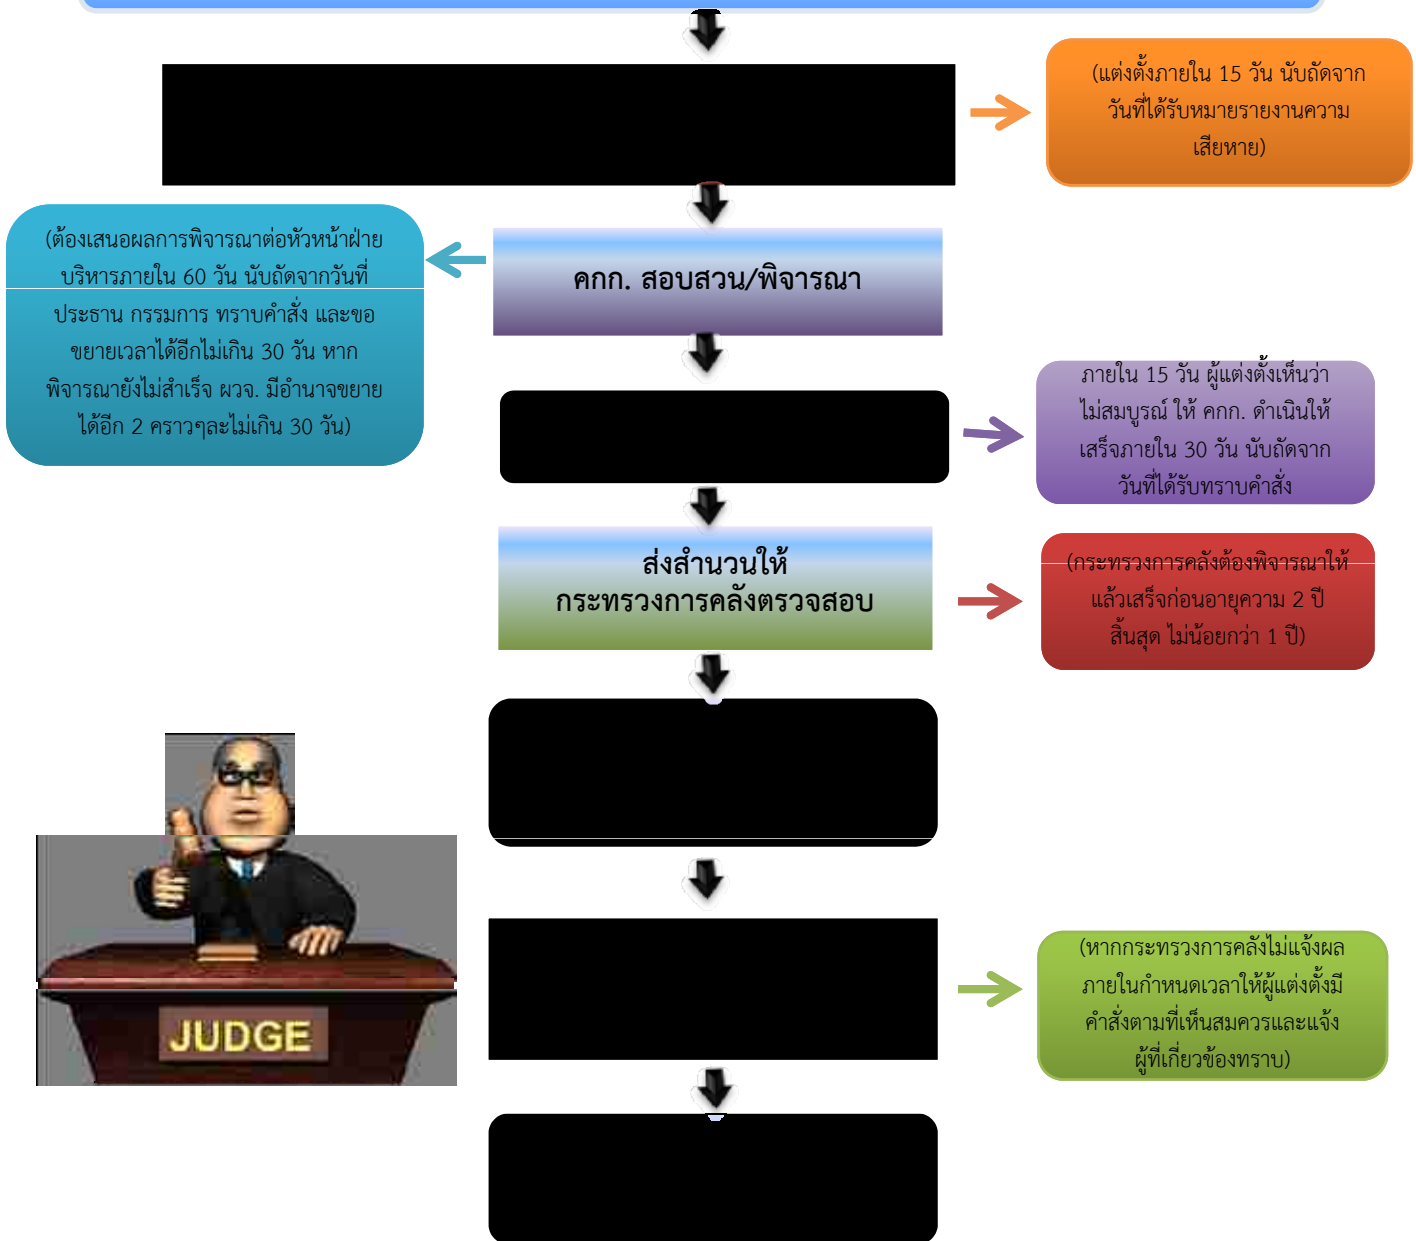 (แต่งตั้งภายใน 15 วัน นับถัดจาก
วันที่ได้รับหมายรายงานความ
เสียหาย)
(ต้องเสนอผลการพิจารณาต่อหัวหน้าฝ่าย
บริหารภายใน 60 วัน นับถัดจากวันที่
ประธาน กรรมการ ทราบคำสั่ง และขอ
ขยายเวลาได้อีกไม่เกิน 30 วัน หาก
พิจารณายังไม่สำเร็จ ผวจ. มีอำนาจขยาย
ได้อีก 2 คราวๆละไม่เกิน 30 วัน)
คกก. สอบสวน/พิจารณา
ภายใน 15 วัน ผู้แต่งตั้งเห็นว่า
ไม่สมบูรณ์ ให้ คกก. ดำเนินให้
เสร็จภายใน 30 วัน นับถัดจาก
วันที่ได้รับทราบคำสั่ง
ส่งสำนวนให้
กระทรวงการคลังตรวจสอบ
(กระทรวงการคลังต้องพิจารณาให้
แล้วเสร็จก่อนอายุความ 2 ปี
สิ้นสุด ไม่น้อยกว่า 1 ปี)
JUDGE
(หากกระทรวงการคลังไม่แจ้งผล
ภายในกำหนดเวลาให้ผู้แต่งตั้งมี
คำสั่งตามที่เห็นสมควรและแจ้ง
ผู้ที่เกี่ยวข้องทราบ)